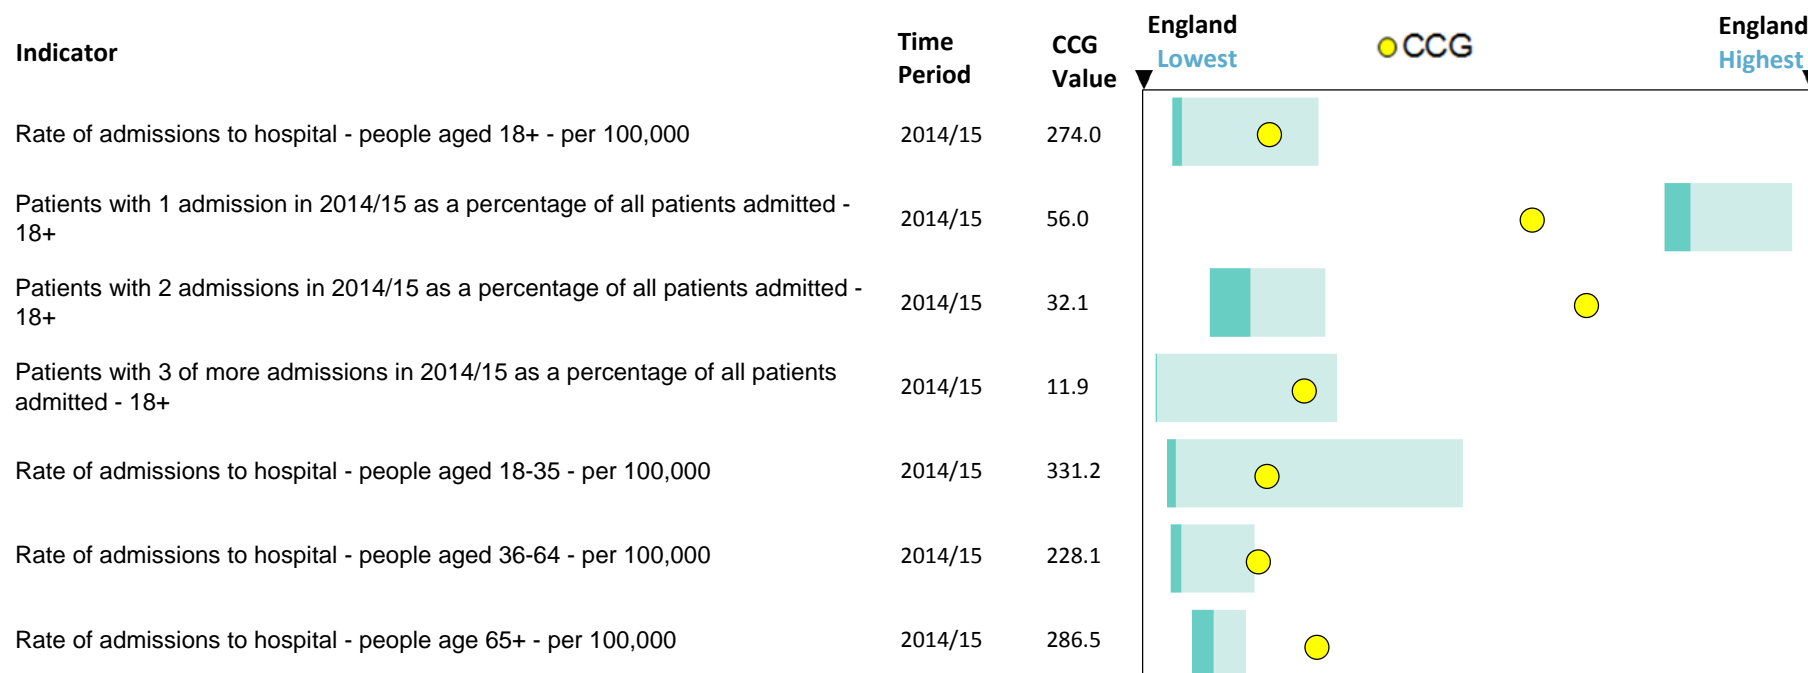 Indicator
Time Period
CCG Value
England Lowest
CCG
England Highest
Rate of admissions to hospital - people aged 18+ - per 100,000
2014/15
274.0
Patients with 1 admission in 2014/15 as a percentage of all patients admitted -
18+
2014/15
56.0
Patients with 2 admissions in 2014/15 as a percentage of all patients admitted -
18+
2014/15
32.1
Patients with 3 of more admissions in 2014/15 as a percentage of all patients
admitted - 18+
2014/15
11.9
Rate of admissions to hospital - people aged 18-35 - per 100,000
2014/15
331.2
Rate of admissions to hospital - people aged 36-64 - per 100,000
2014/15
228.1
Rate of admissions to hospital - people age 65+ - per 100,000
2014/15
286.5